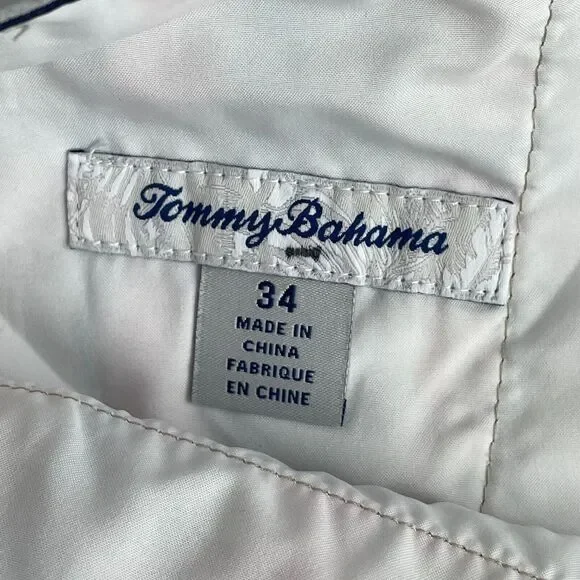 Tommy Bahama
34
MADE IN
CHINA
FABRIQUE
EN CHINE